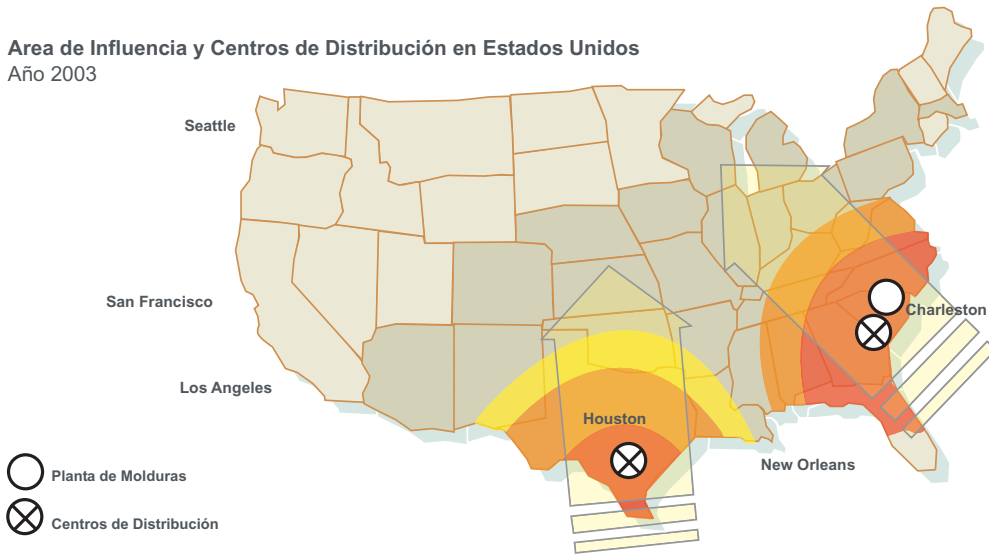 Area de Influencia y Centros de Distribución en Estados Unidos
Año 2003
Seattle
San Francisco
Charleston
Los Angeles
Houston
New Orleans
Planta de Molduras
Centros de Distribución